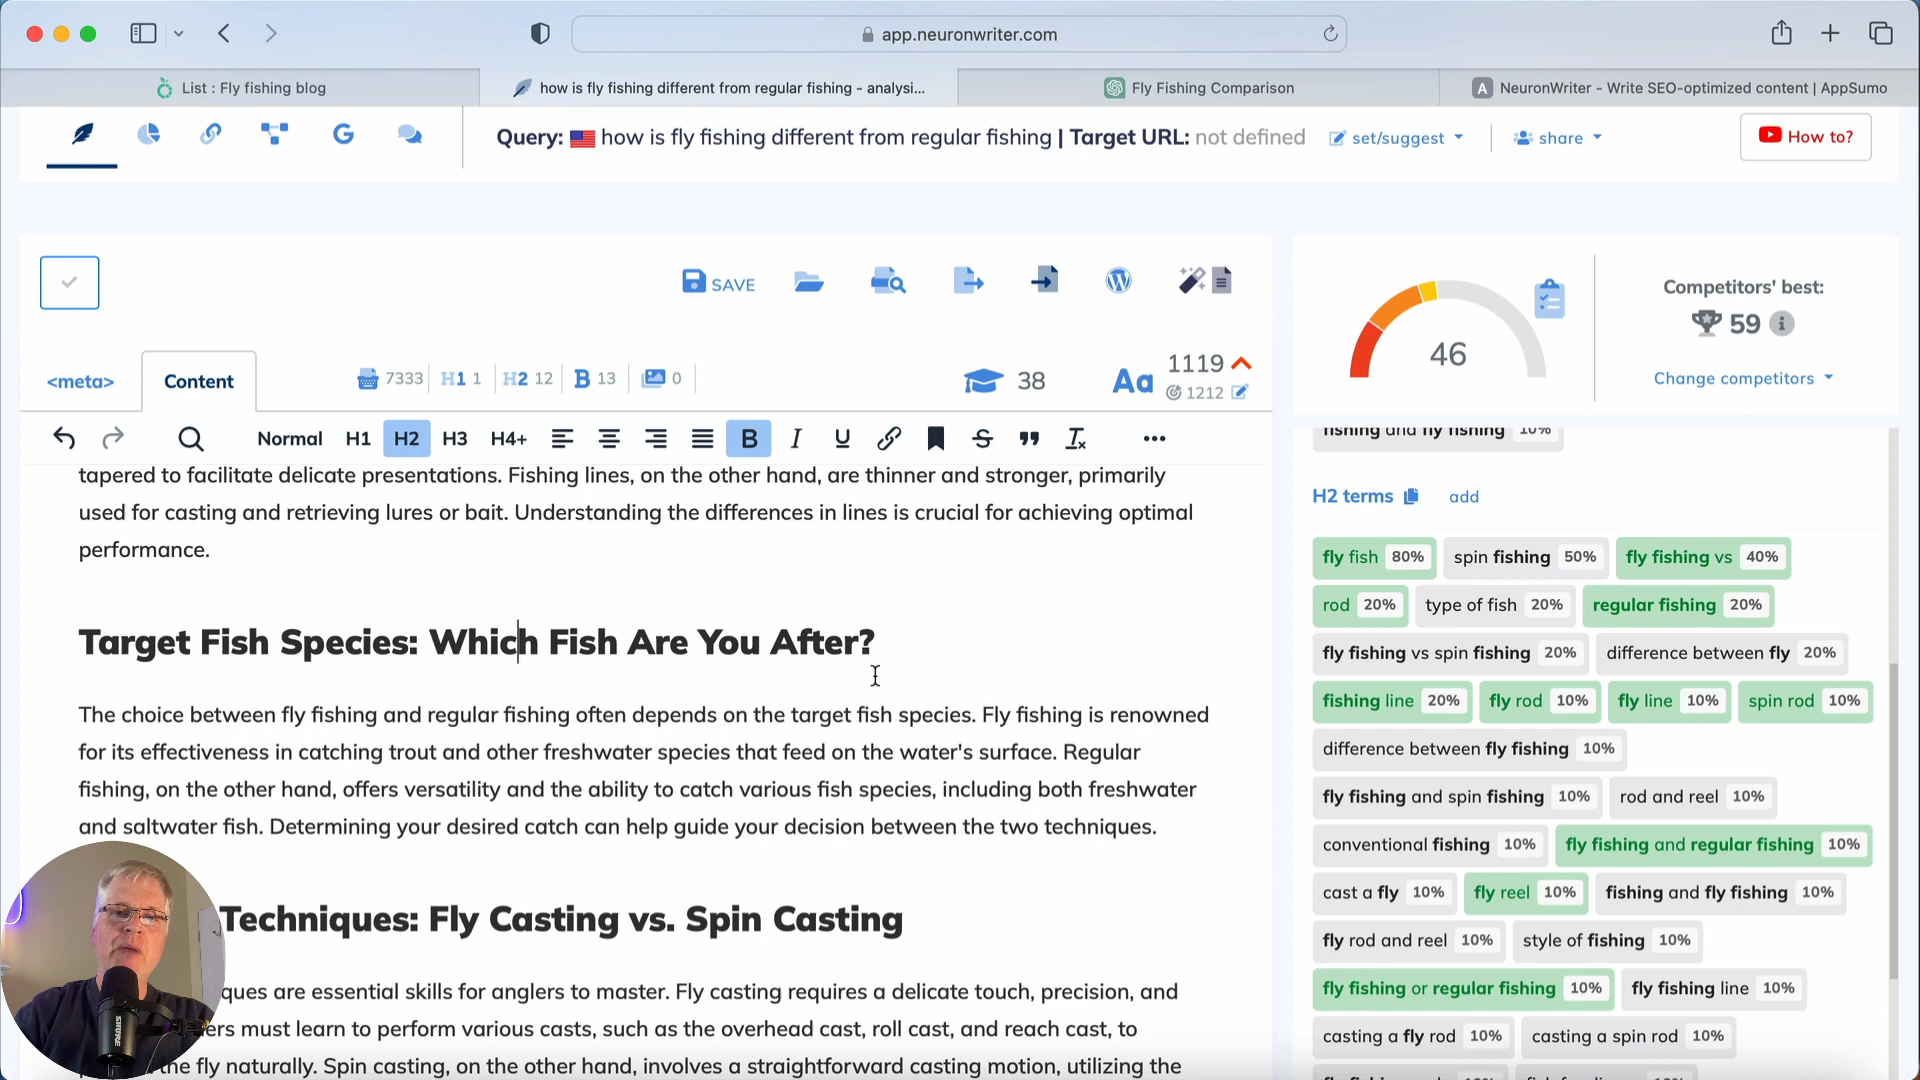 app.neuronwriter.com
List : Fly fishing blog
how is fly fishing different from regular fishing - analysi...
Fly Fishing Comparison
A NeuronWriter - Write SEO-optimized content | AppSumo
Query: how is fly fishing different from regular fishing | Target URL: not defined
set/suggest
share
How to?
SAVE
46
Competitors' best:
59
Change competitors
<meta>
Content
7333
H1 1
H2 12
B 13
0
38
Aa
1119
1212
Normal H1 H2 H3 H4+ B I U
tapered to facilitate delicate presentations. Fishing lines, on the other hand, are thinner and stronger, primarily
used for casting and retrieving lures or bait. Understanding the differences in lines is crucial for achieving optimal
performance.
Target Fish Species: Which Fish Are You After?
The choice between fly fishing and regular fishing often depends on the target fish species. Fly fishing is renowned
for its effectiveness in catching trout and other freshwater species that feed on the water's surface. Regular
fishing, on the other hand, offers versatility and the ability to catch various fish species, including both freshwater
and saltwater fish. Determining your desired catch can help guide your decision between the two techniques.
Techniques: Fly Casting vs. Spin Casting
ques are essential skills for anglers to master. Fly casting requires a delicate touch, precision, and
ers must learn to perform various casts, such as the overhead cast, roll cast, and reach cast, to
the fly naturally. Spin casting, on the other hand, involves a straightforward casting motion, utilizing the
fishing and fly fishing 10%
H2 terms add
fly fish 80% spin fishing 50% fly fishing vs 40%
rod 20% type of fish 20% regular fishing 20%
fly fishing vs spin fishing 20% difference between fly 20%
fishing line 20% fly rod 10% fly line 10% spin rod 10%
difference between fly fishing 10%
fly fishing and spin fishing 10% rod and reel 10%
conventional fishing 10% fly fishing and regular fishing 10%
cast a fly 10% fly reel 10% fishing and fly fishing 10%
fly rod and reel 10% style of fishing 10%
fly fishing or regular fishing 10% fly fishing line 10%
casting a fly rod 10% casting a spin rod 10%
SHURE